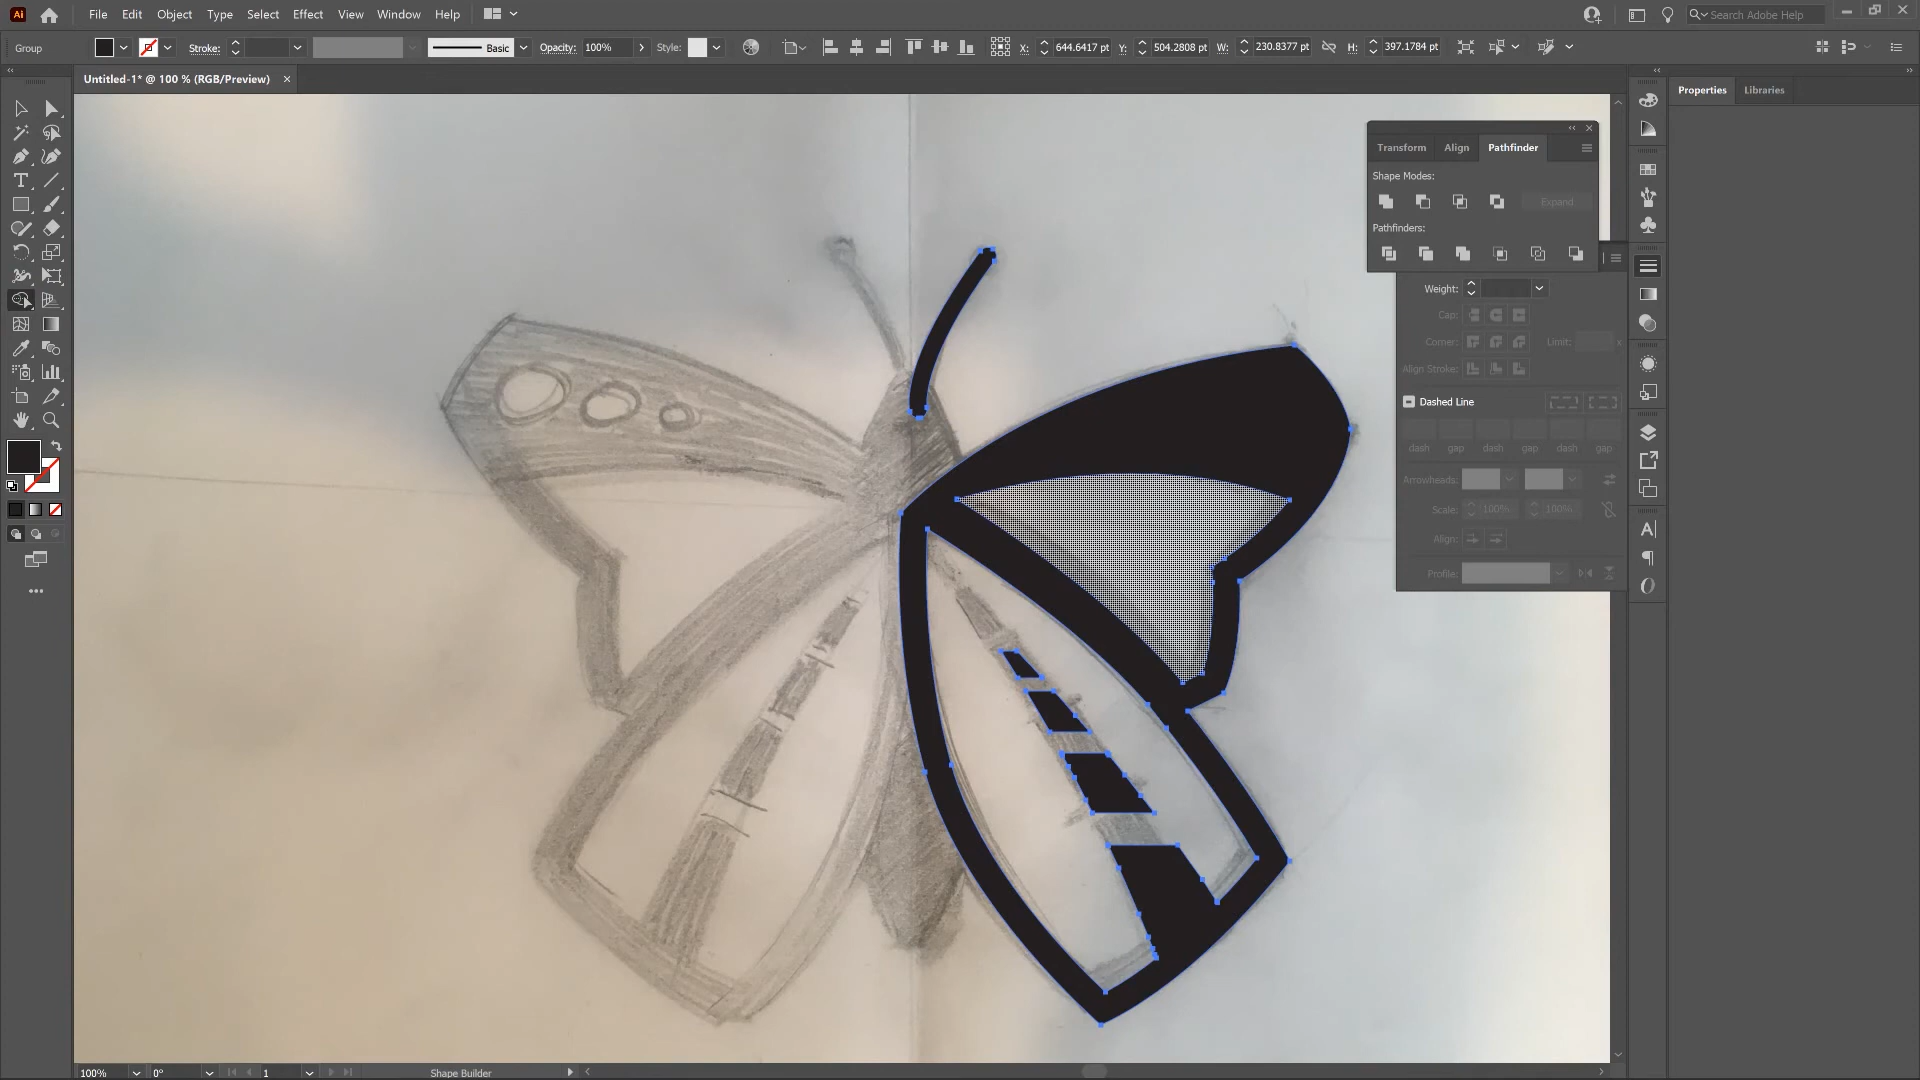 Ai File Edit Object Type Select Effect View Window Help Search Adobe Help
Group Stroke: Basic Opacity: 100% Style: X: 644.6417 pt Y: 504.2808 pt W: 230.8377 pt H: 397.1784 pt
Untitled-1* @ 100 % (RGB/Preview)
Properties Libraries
Transform Align Pathfinder
Shape Modes:
Expand
Pathfinders:
Weight:
Cap:
Corner: Limit: x
Align Stroke:
Dashed Line
dash gap dash gap dash gap
Arrowheads:
Scale: 100% 100%
Align:
Profile:
100% 0° 1 Shape Builder